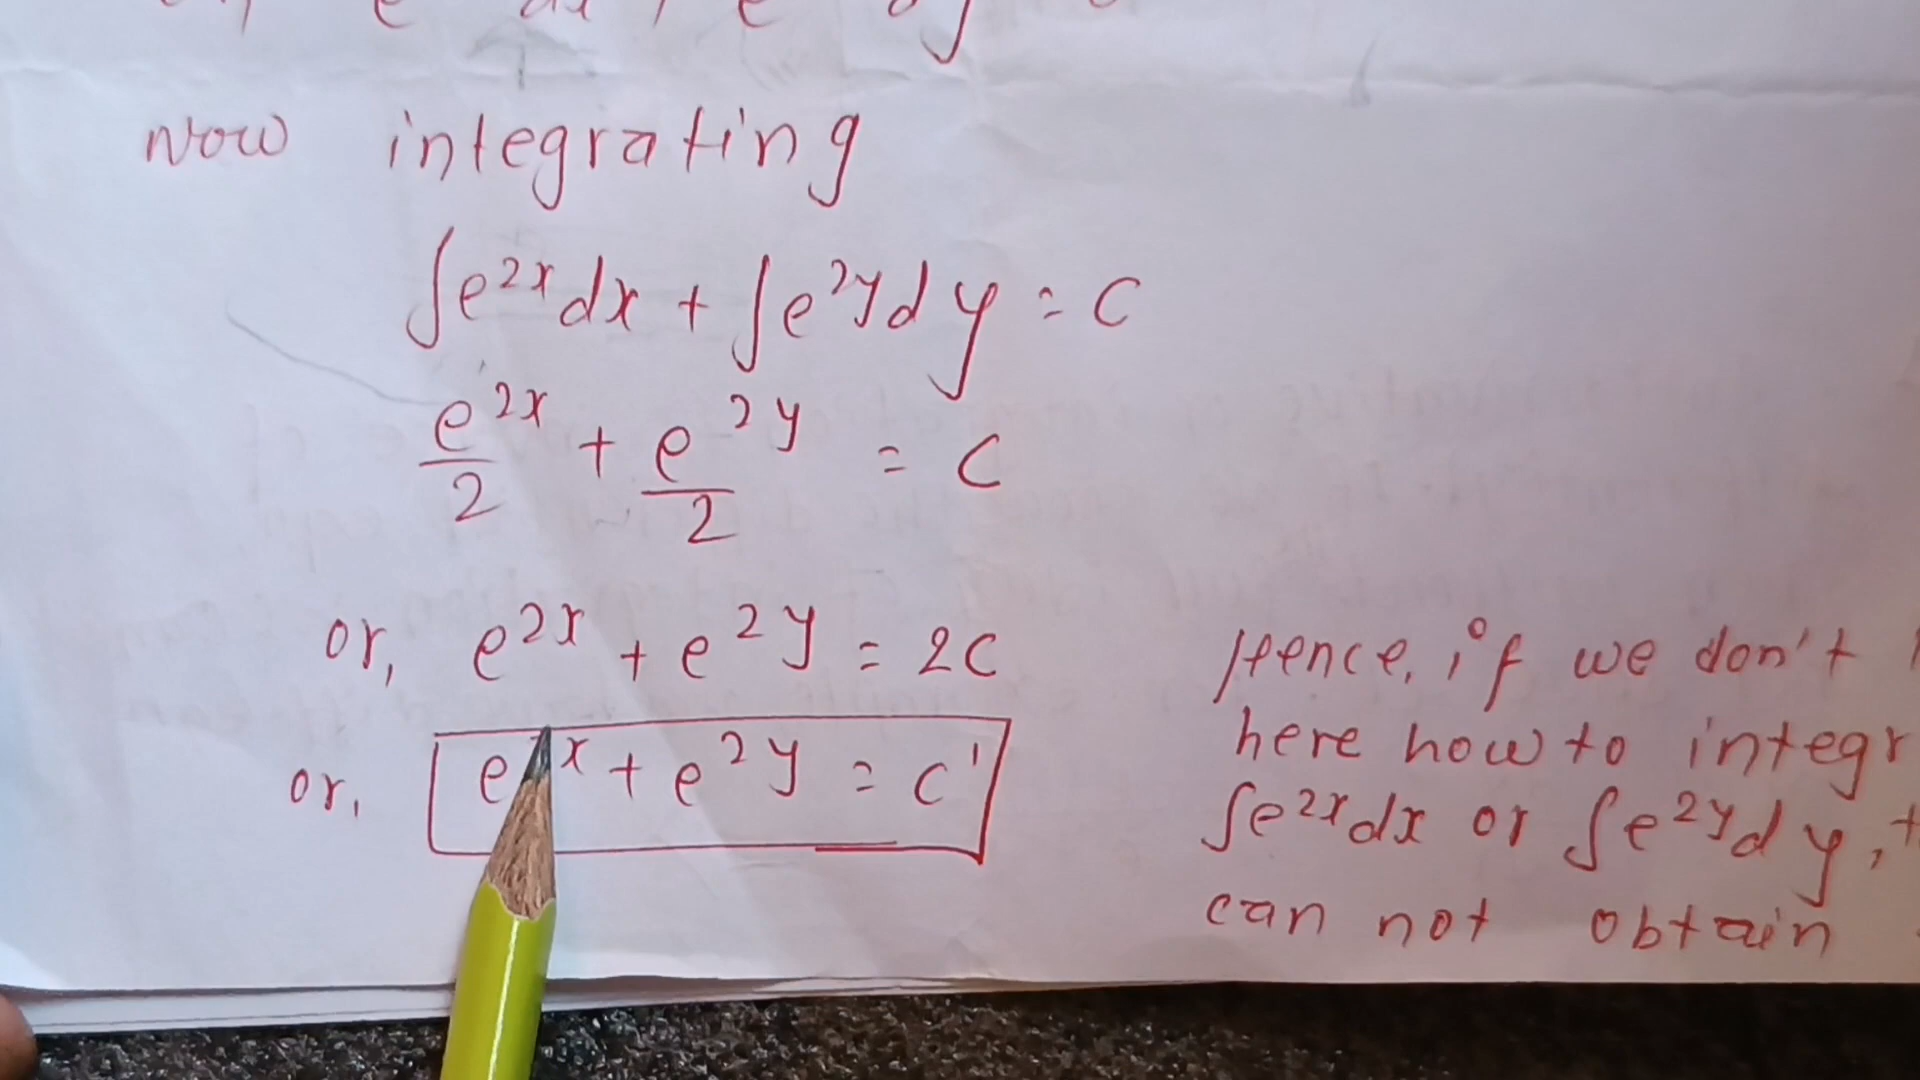 Now integrating
∫e^{2x}dx + ∫e^{2y}dy = C
e^{2x}/2 + e^{2y}/2 = C
or, e^{2x} + e^{2y} = 2C
or, e^{2x} + e^{2y} = C'
Hence, if we don't
here how to integr
∫e^{2x}dx or ∫e^{2y}dy,
can not obtain